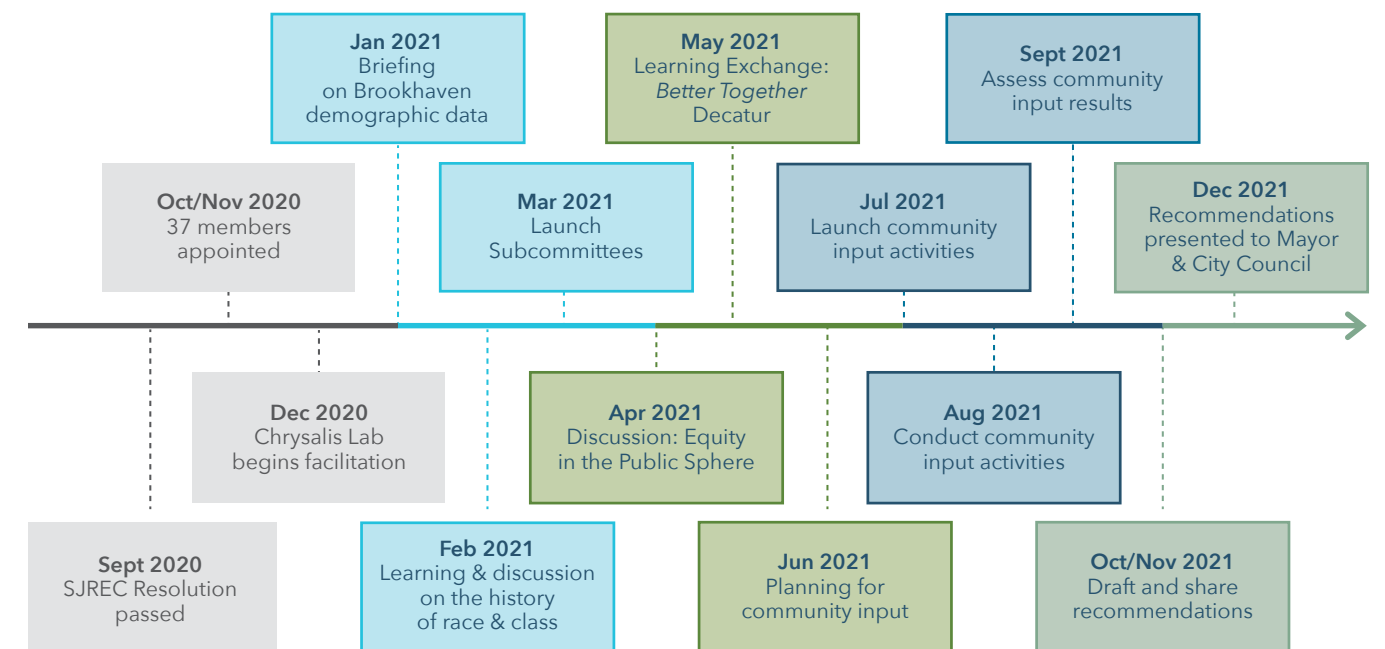 Jan 2021
Briefing
on Brookhaven
demographic data
May 2021
Learning Exchange:
Better Together
Decatur
Sept 2021
Assess community
input results
Oct/Nov 2020
37 members
appointed
Mar 2021
Launch
Subcommittees
Jul 2021
Launch community
input activities
Dec 2021
Recommendations
presented to Mayor
& City Council
Dec 2020
Chrysalis Lab
begins facilitation
Apr 2021
Discussion: Equity
in the Public Sphere
Aug 2021
Conduct community
input activities
Sept 2020
SJREC Resolution
passed
Feb 2021
Learning & discussion
on the history
of race & class
Jun 2021
Planning for
community input
Oct/Nov 2021
Draft and share
recommendations